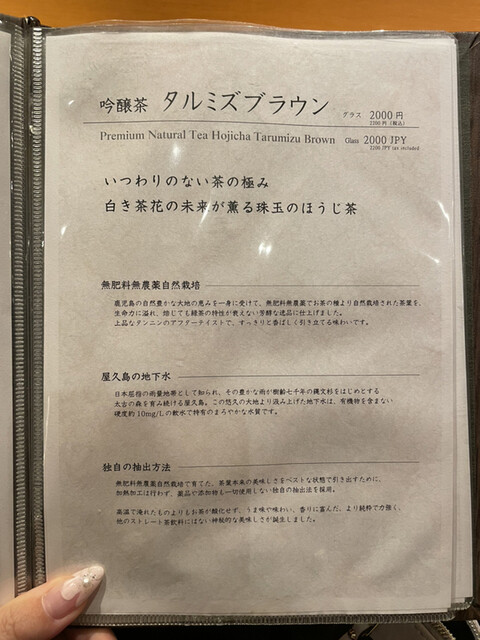 吟醸茶 タルミズブラウン グラス 2000円
2200円（税込）
Premium Natural Tea Hojicha Tarumizu Brown Glass 2000 JPY
2200 JPY tax included
いつわりのない茶の極み
白き茶花の未来が薫る珠玉のほうじ茶
無肥料無農薬自然栽培
鹿児島の自然豊かな大地の恵みを一身に受けて、無肥料無農薬でお茶の種より自然栽培された茶葉を、
生命力に溢れ、焙じても緑茶の特性が衰えない芳醇な逸品に仕上げました。
上品なタンニンのアフターテイストで、すっきりと香ばしく引き立てる味わいです。
屋久島の地下水
日本屈指の雨量地帯として知られ、その豊かな雨が樹齢七千年の縄文杉をはじめとする
太古の森を育み続ける屋久島。この悠久の大地より汲み上げた地下水は、有機物を含まない
硬度約10mg/Lの軟水で特有のまろやかな水質です。
独自の抽出方法
無肥料無農薬自然栽培で育てた、茶葉本来の美味しさをベストな状態で引き出すために、
加熱加工は行わず、薬品や添加物も一切使用しない独自の抽出法を採用。
高温で淹れたものよりもお茶が酸化せず、うま味や味わい、香りに富んだ、より純粋で力強く、
他のストレート茶飲料にはない神秘的な美味しさが誕生しました。